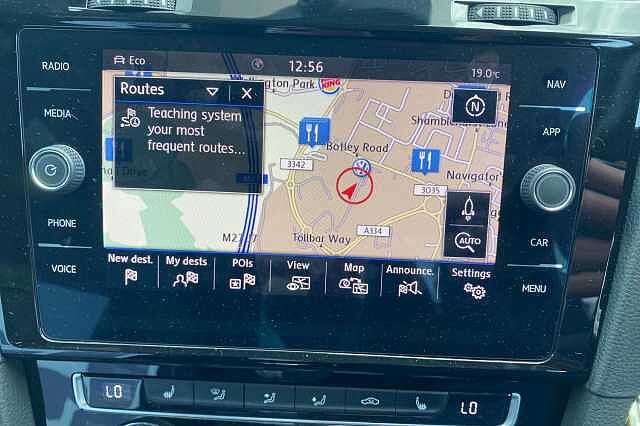 RADIO
MEDIA
PHONE
VOICE
NAV
APP
CAR
MENU
Eco
12:56
19.0°C
Routes
Teaching system
your most
frequent routes...
Park
KING
Botley Road
3342
3035
A334
Navigator
Tollbar Way
Drive
N
AUTO
New dest.
My dests
POIs
View
Map
Announce.
Settings
LO
LO